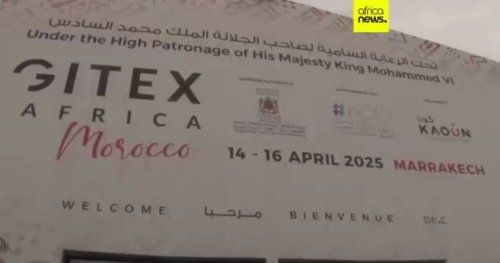 africa
news.
تحت الرعاية السامية لصاحب الجلالة الملك محمد السادس
Under the High Patronage of His Majesty King Mohammed VI
GITEX
AFRICA
Morocco
كاون
KAOUN
14 - 16 APRIL 2025 MARRAKECH
WELCOME مرحبا BIENVENUE